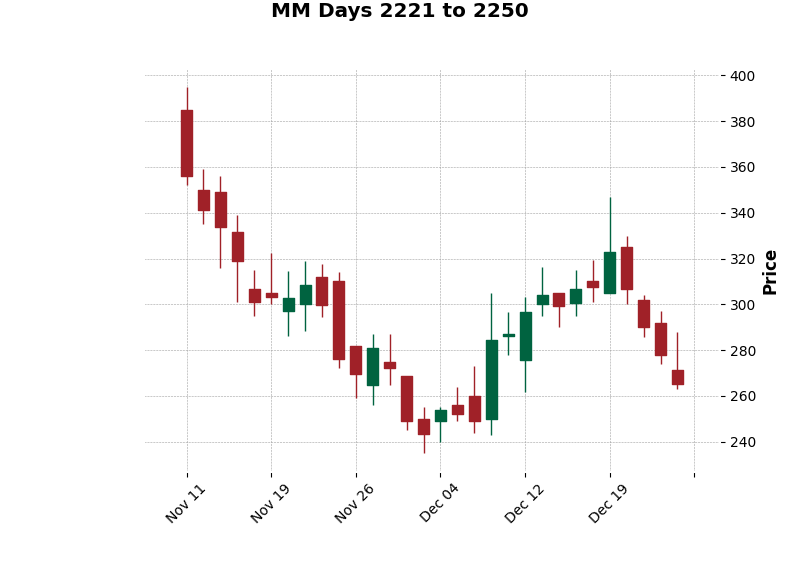 MM Days 2221 to 2250
400
380
360
340
320
300
280
260
240
Price
Nov 11
Nov 19
Nov 26
Dec 04
Dec 12
Dec 19